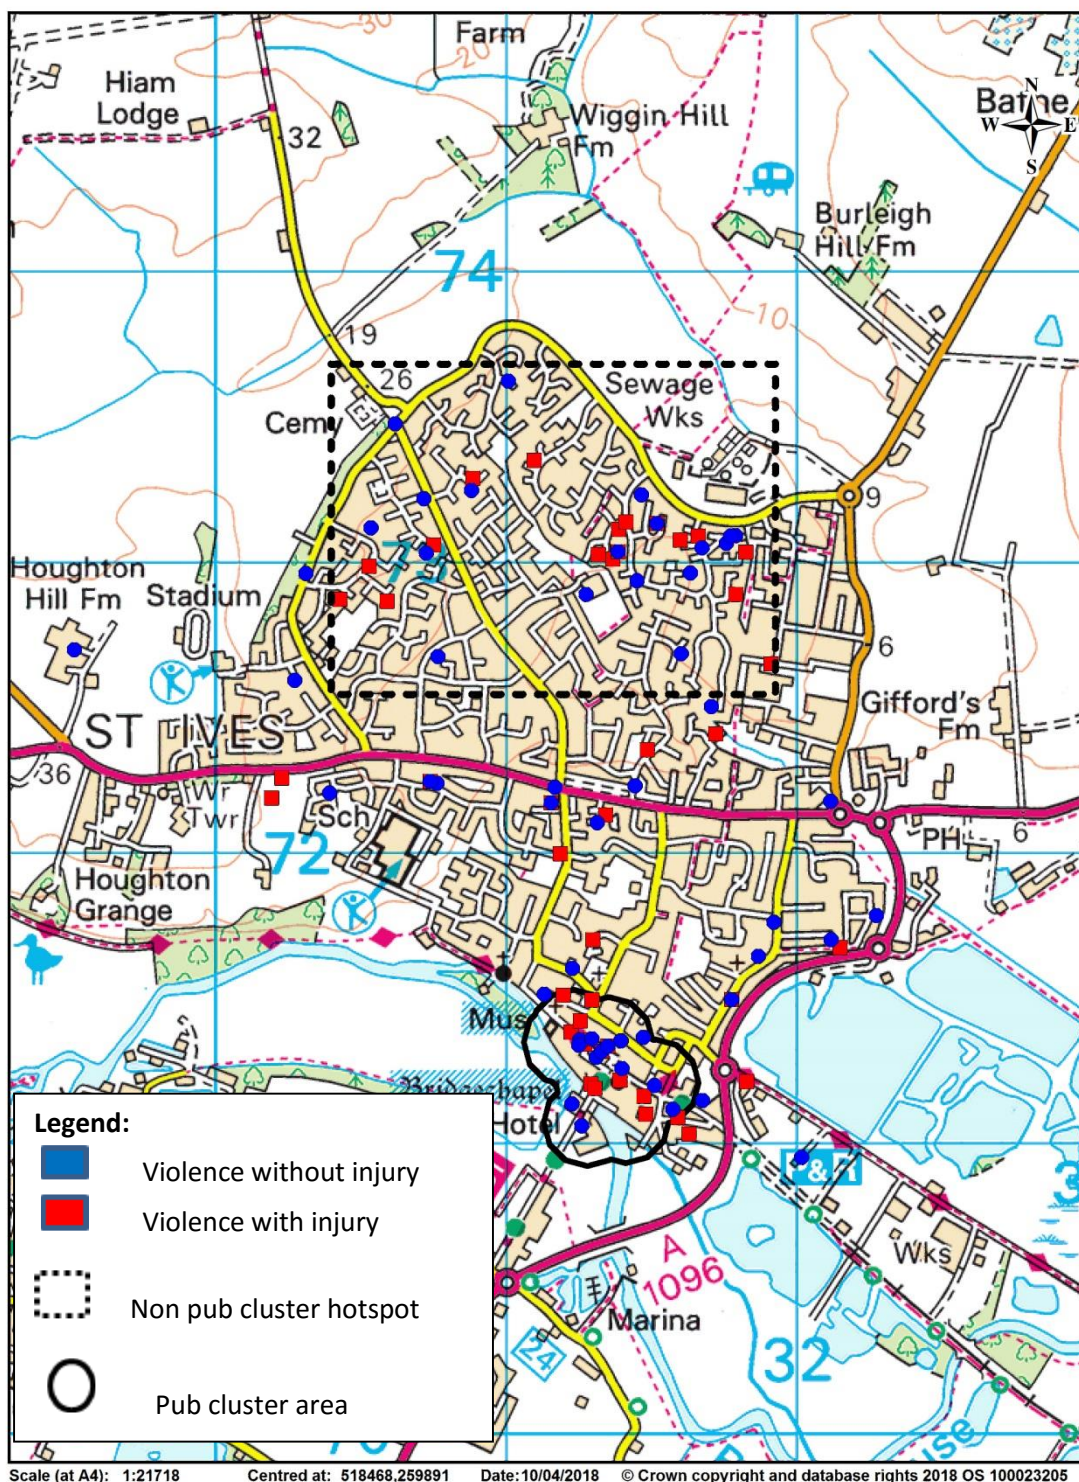 Farm
30
20
Hiam
Lodge
Wiggin Hill
Fm
32
N
W E
S
Burleigh
Hill Fm
74
10
19
26
Sewage
Wks
Cemy
9
73
Houghton
Hill Fm
Stadium
6
Gifford's
Fm
ST IVES
36
Wr
Twr
Sch
PH
6
72
Houghton
Grange
Mus
Bridge
Hotel
Legend:
Violence without injury
Violence with injury
Non pub cluster hotspot
Pub cluster area
P&R
3
Wks
A
1096
Marina
24
32
Scale (at A4): 1:21718 Centred at: 518468,259891 Date:10/04/2018 © Crown copyright and database rights 2018 OS 100023205